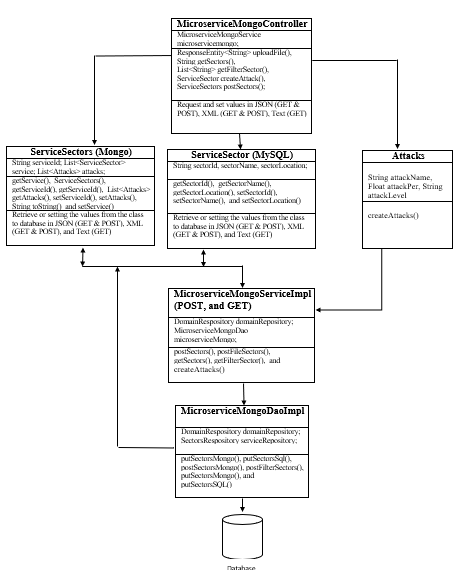 MicroserviceMongoController
MicroserviceMongoService
microservicemongo;
ResponseEntity<String> uploadFile(),
String getSectors(),
List<String> getFilterSector(),
ServiceSector createAttack(),
ServiceSectors postSectors();
Request and set values in JSON (GET &
POST), XML (GET & POST), Text (GET)
ServiceSectors (Mongo)
String serviceId; List<ServiceSector>
service; List<Attacks> attacks;
getService(), ServiceSectors(),
getServiceId(), getServiceId(), List<Attacks>
getAttacks(), setServiceId(), setAttacks(),
String toString() and setService()
Retrieve or setting the values from the class
to database in JSON (GET & POST), XML
(GET & POST), and Text (GET)
ServiceSector (MySQL)
String sectorId, sectorName, sectorLocation;
getSectorId(), getSectorName(),
getSectorLocation(), setSectorId(),
setSectorName(), and setSectorLocation()
Retrieve or setting the values from the class
to database in JSON (GET & POST), XML
(GET & POST), and Text (GET)
Attacks
String attackName,
Float attackPer, String
attackLevel
createAttacks()
MicroserviceMongoServiceImpl
(POST, and GET)
DomainRespository domainRepository;
MicroserviceMongoDao
microserviceMongo;
postSectors(), postFileSectors(),
getSectors(), getFilterSector(), and
createAttacks()
MicroserviceMongoDaoImpl
DomainRespository domainRepository;
SectorsRespository serviceRepository;
putSectorsMongo(), putSectorsSql(),
postSectorsMongo(), postFilterSectors(),
putSectorsMongo(), and
putSectorsSQL()
Database